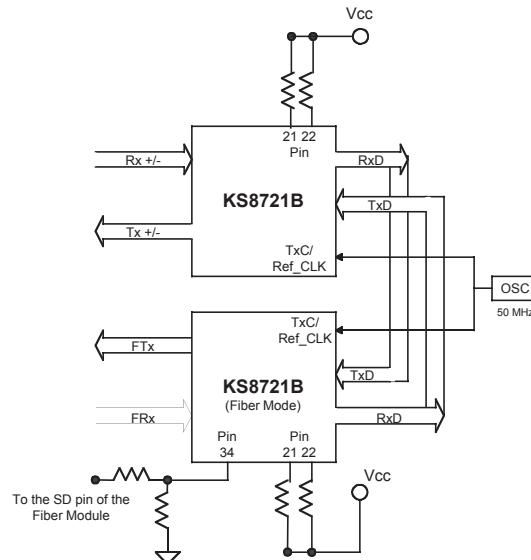 Vcc
21 22
Pin
Rx +/-
RxD
KS8721B
TxD
Tx +/-
TxC/
Ref_CLK
OSC
50 MHz
TxC/
Ref_CLK
FTx
KS8721B
TxD
(Fiber Mode)
FRx
RxD
Pin
34
Pin
21 22
Vcc
To the SD pin of the
Fiber Module